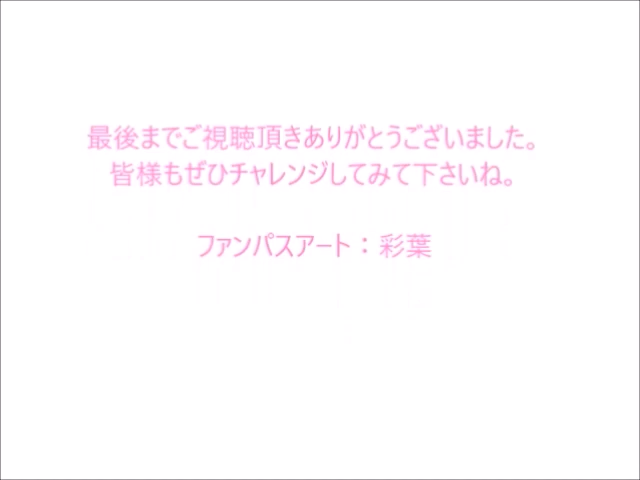 最後までご視聴頂きありがとうございました。
皆様もぜひチャレンジしてみて下さいね。
ファンパスアート：彩葉